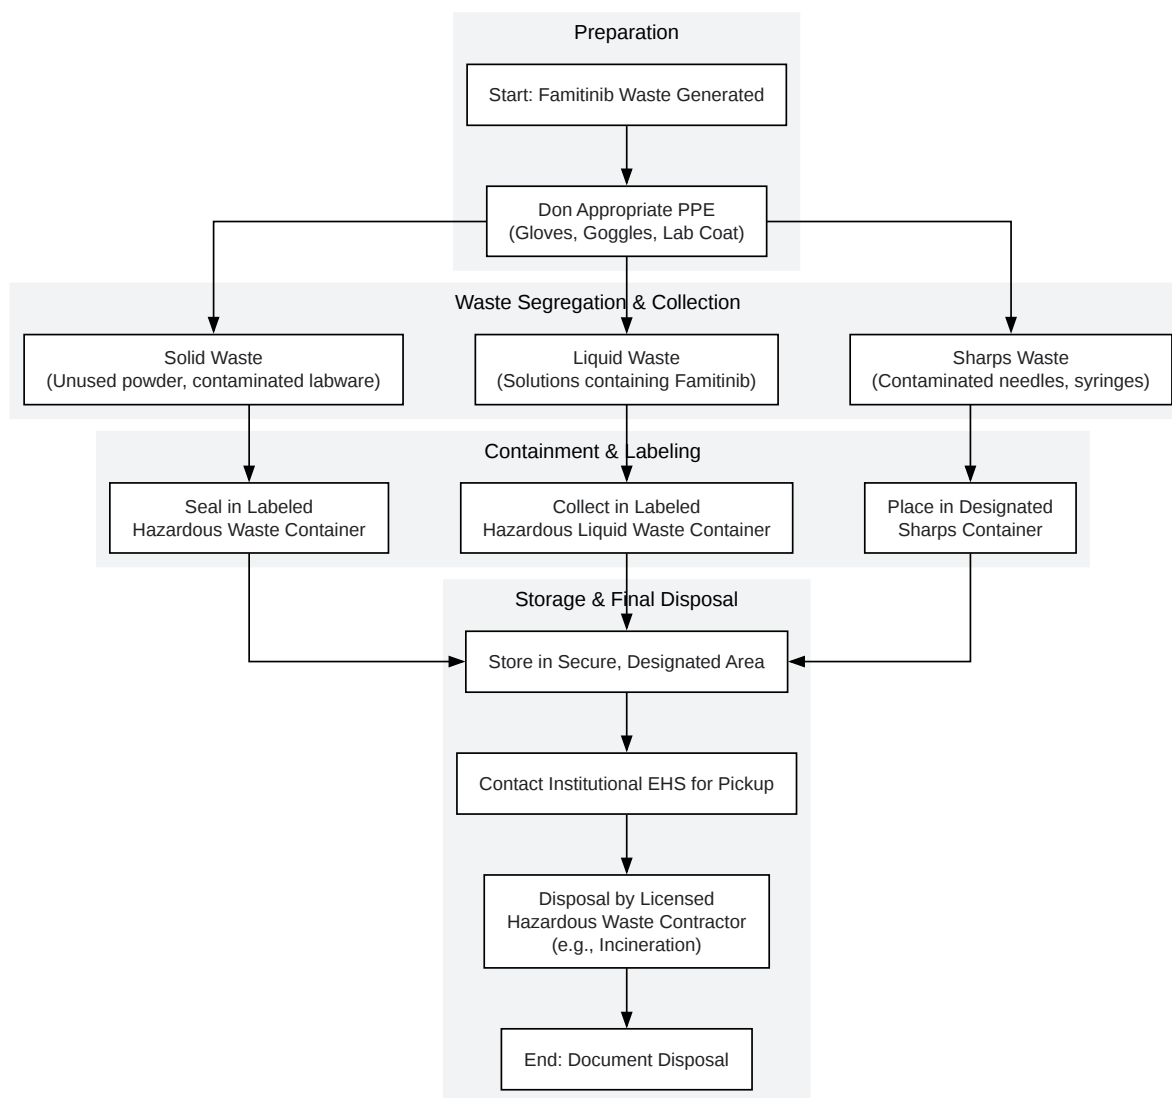 Preparation
Start: Famitinib Waste Generated
Don Appropriate PPE
(Gloves, Goggles, Lab Coat)
Waste Segregation & Collection
Solid Waste
(Unused powder, contaminated labware)
Liquid Waste
(Solutions containing Famitinib)
Sharps Waste
(Contaminated needles, syringes)
Containment & Labeling
Seal in Labeled
Hazardous Waste Container
Collect in Labeled
Hazardous Liquid Waste Container
Place in Designated
Sharps Container
Storage & Final Disposal
Store in Secure, Designated Area
Contact Institutional EHS for Pickup
Disposal by Licensed
Hazardous Waste Contractor
(e.g., Incineration)
End: Document Disposal